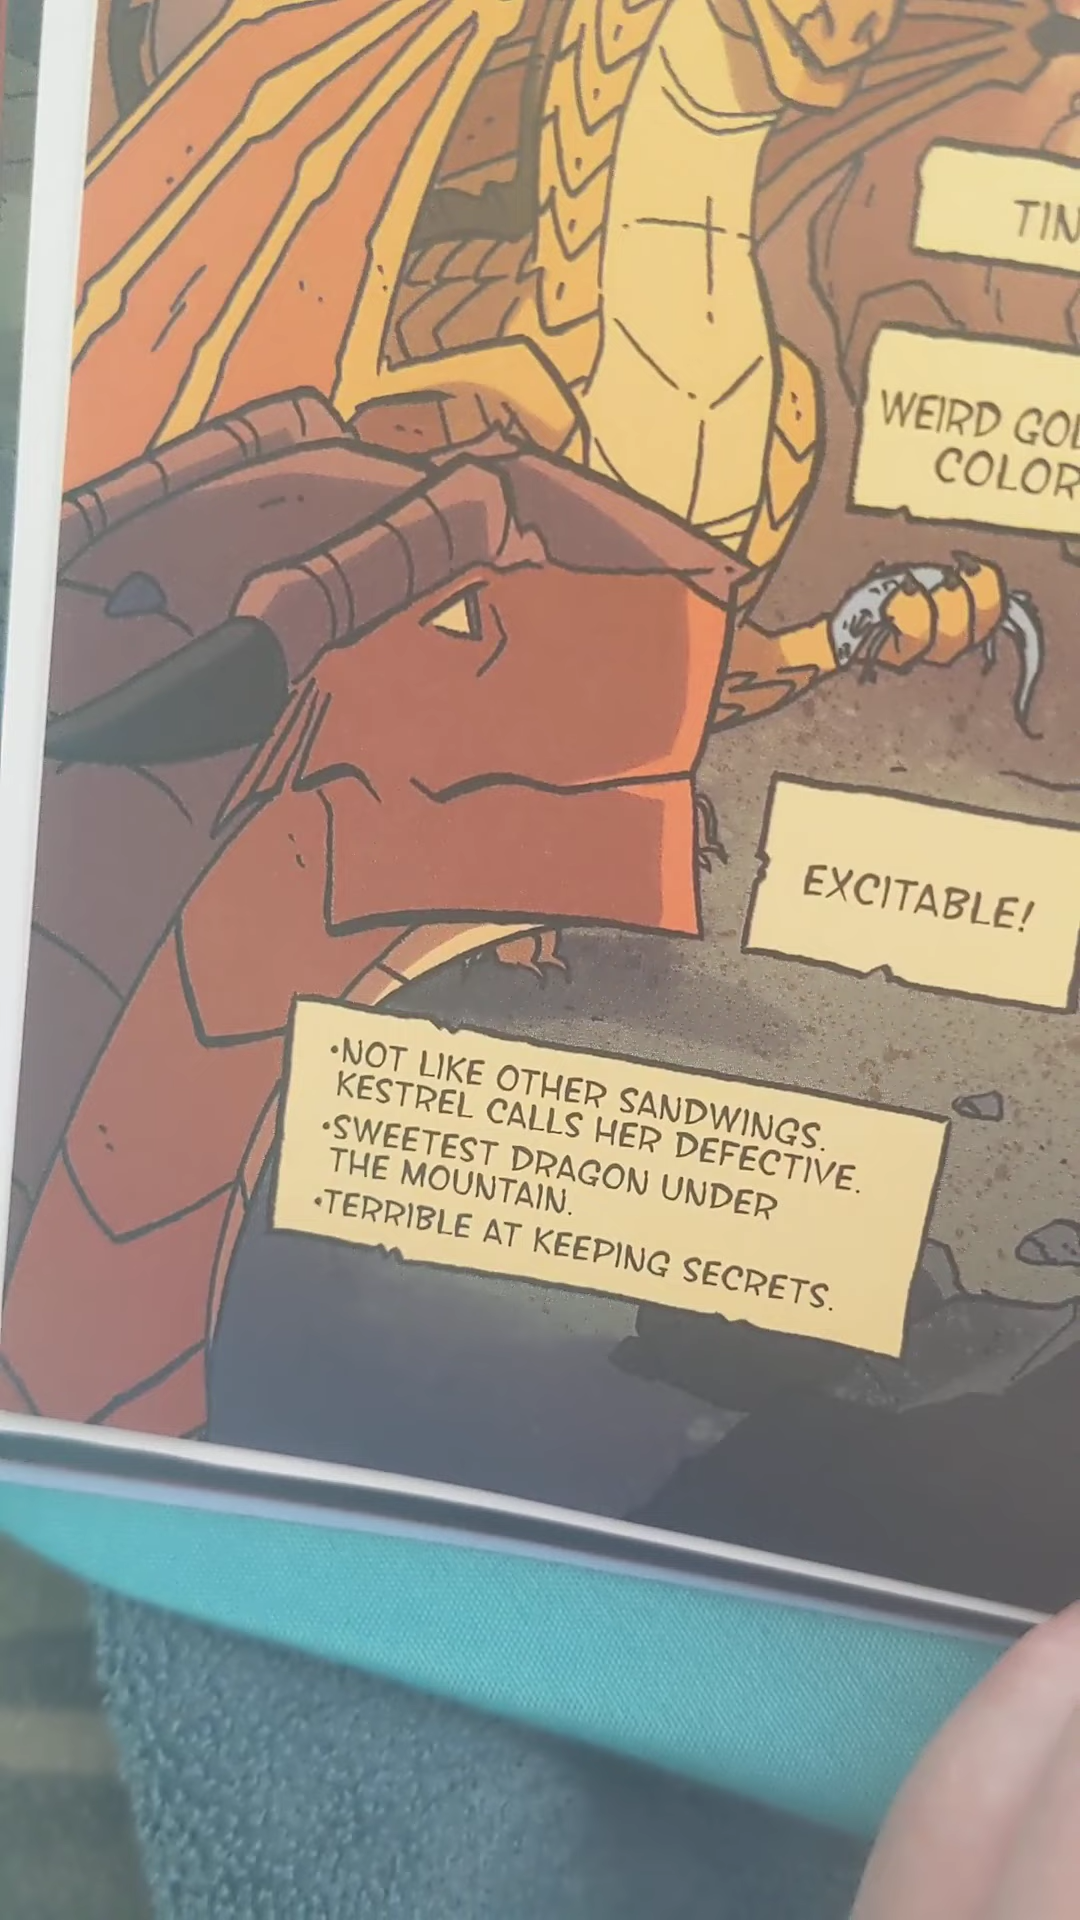 WEIRD
COLOR
EXCITABLE!
•NOT LIKE OTHER SANDWINGS.
KESTREL CALLS HER DEFECTIVE.
•SWEETEST DRAGON UNDER
THE MOUNTAIN.
•TERRIBLE AT KEEPING SECRETS.